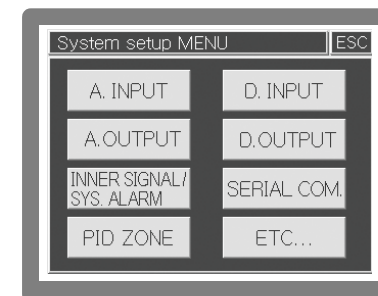 System setup MENU ESC
A. INPUT D. INPUT
A.OUTPUT D.OUTPUT
INNER SIGNAL/
SYS. ALARM
SERIAL COM.
PID ZONE ETC...